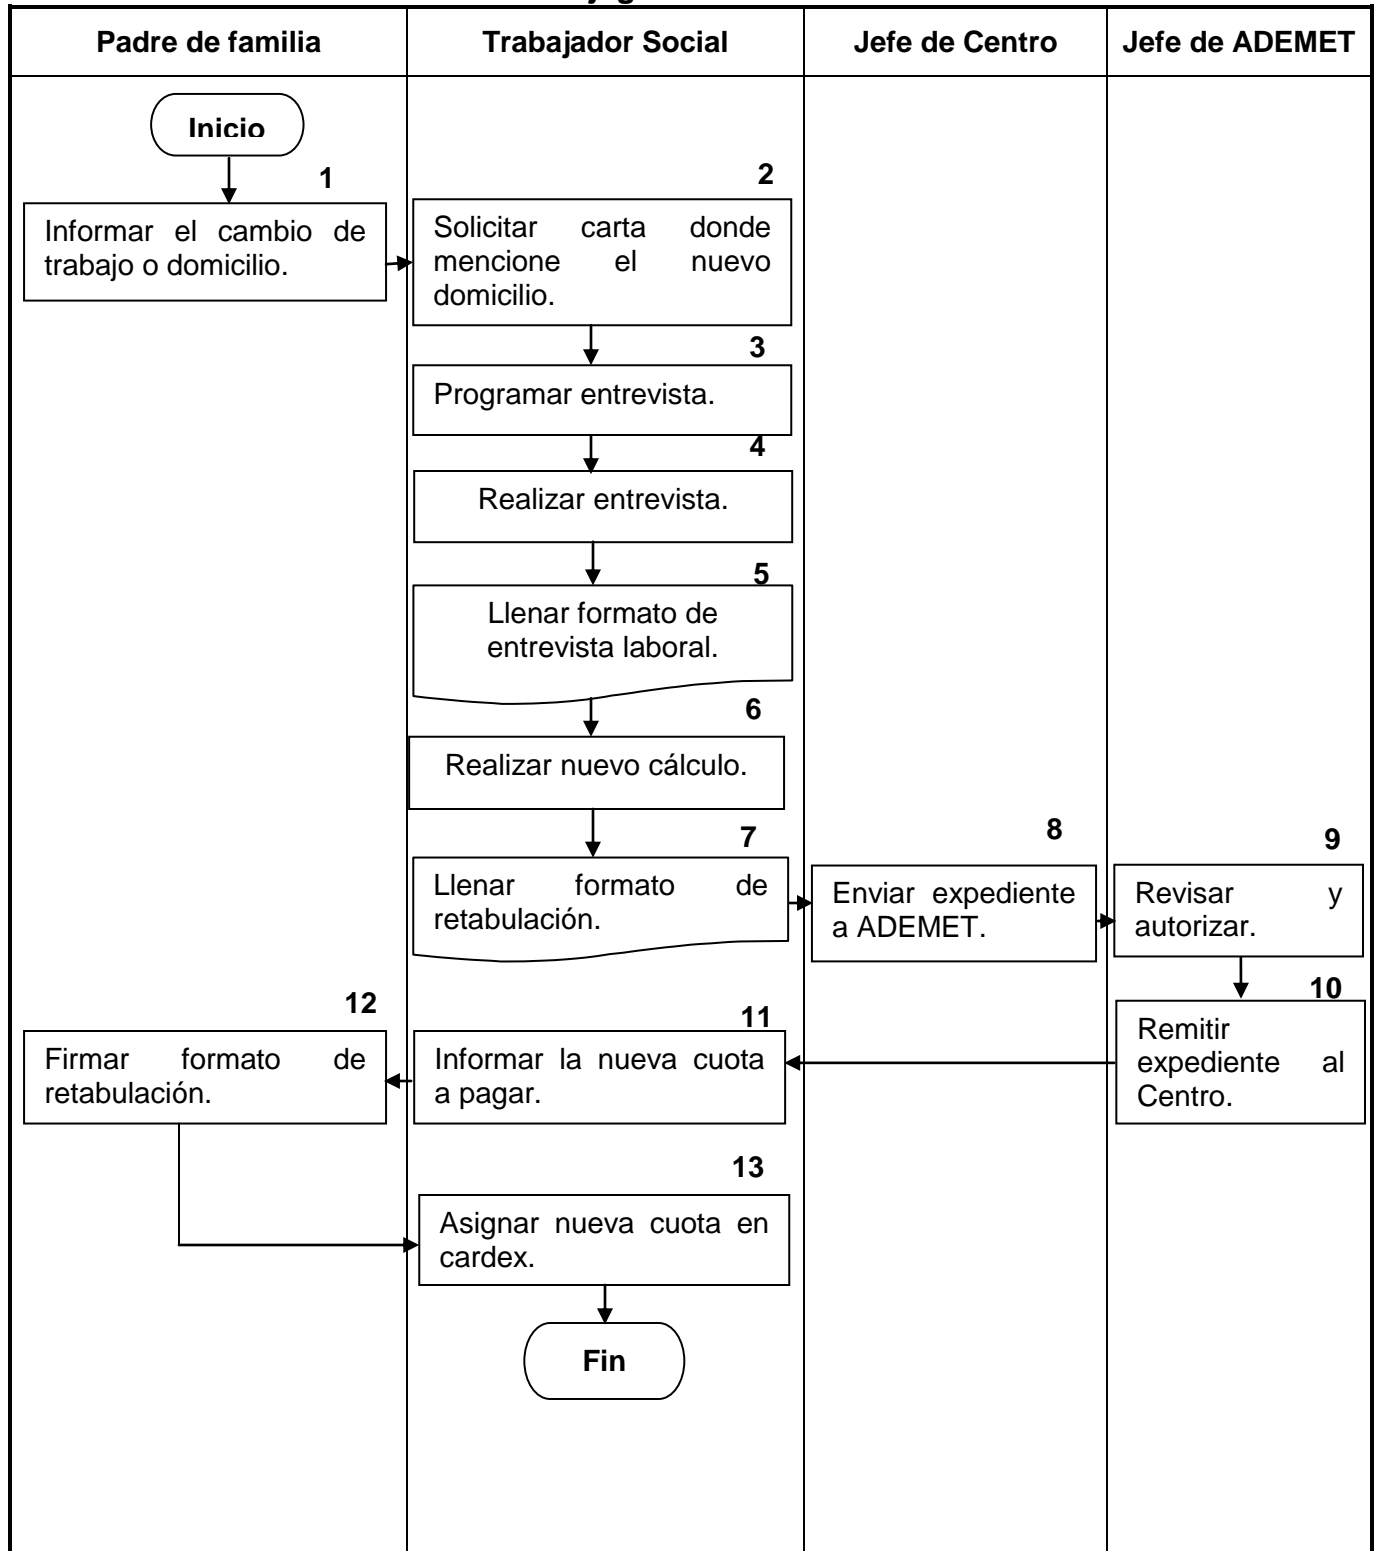 Padre de familia
Trabajador Social
Jefe de Centro
Jefe de ADEMET
Inicio
1
Informar el cambio de
trabajo o domicilio.
2
Solicitar carta donde
mencione el nuevo
domicilio.
3
Programar entrevista.
4
Realizar entrevista.
5
Llenar formato de
entrevista laboral.
6
Realizar nuevo cálculo.
7
Llenar formato de
retabulación.
8
Enviar expediente
a ADEMET.
9
Revisar y
autorizar.
10
Remitir
expediente al
Centro.
11
Informar la nueva cuota
a pagar.
12
Firmar formato de
retabulación.
13
Asignar nueva cuota en
cardex.
Fin